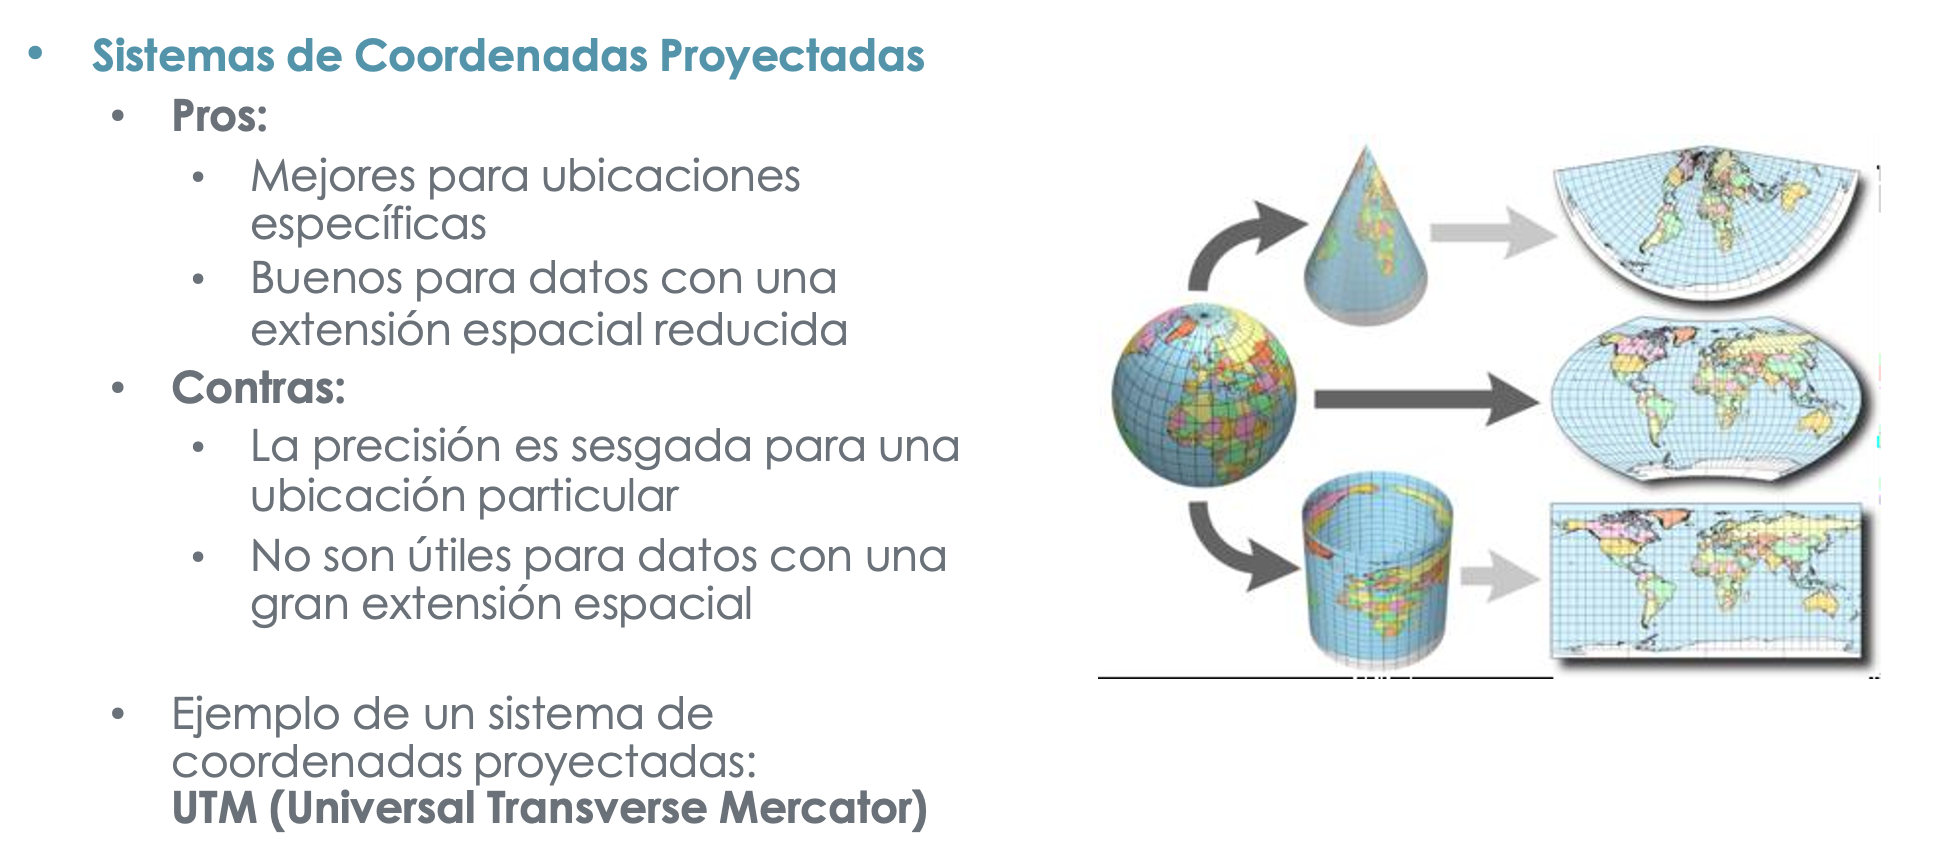 • Sistemas de Coordenadas Proyectadas
• Pros:
• Mejores para ubicaciones
específicas
• Buenos para datos con una
extensión espacial reducida
• Contras:
• La precisión es sesgada para una
ubicación particular
• No son útiles para datos con una
gran extensión espacial
• Ejemplo de un sistema de
coordenadas proyectadas:
UTM (Universal Transverse Mercator)